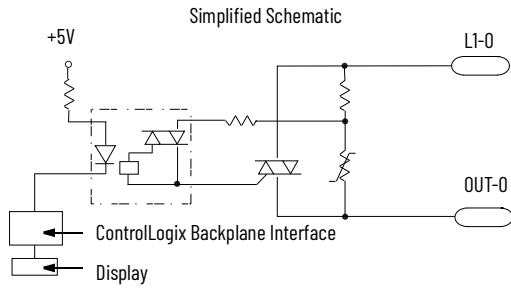 Simplified Schematic
+5V
L1-0
OUT-0
ControlLogix Backplane Interface
Display